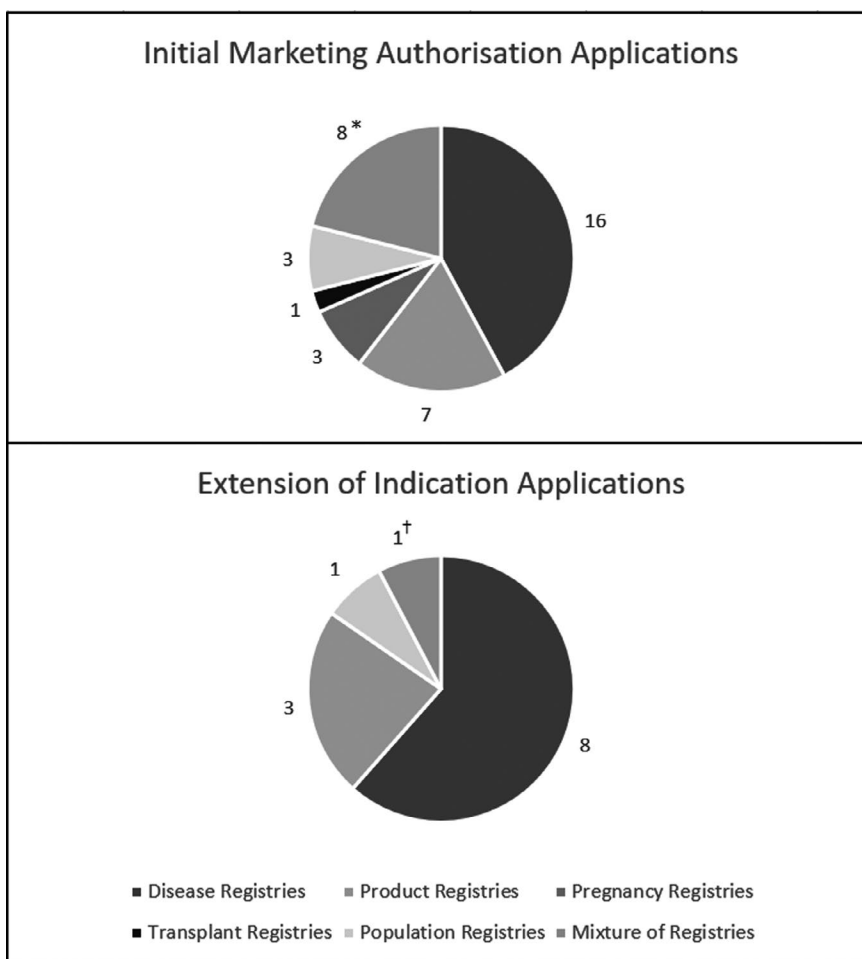 Initial Marketing Authorisation Applications
8*
16
3
1
3
7
Extension of Indication Applications
1†
1
3
8
Disease Registries Product Registries Pregnancy Registries
Transplant Registries Population Registries Mixture of Registries